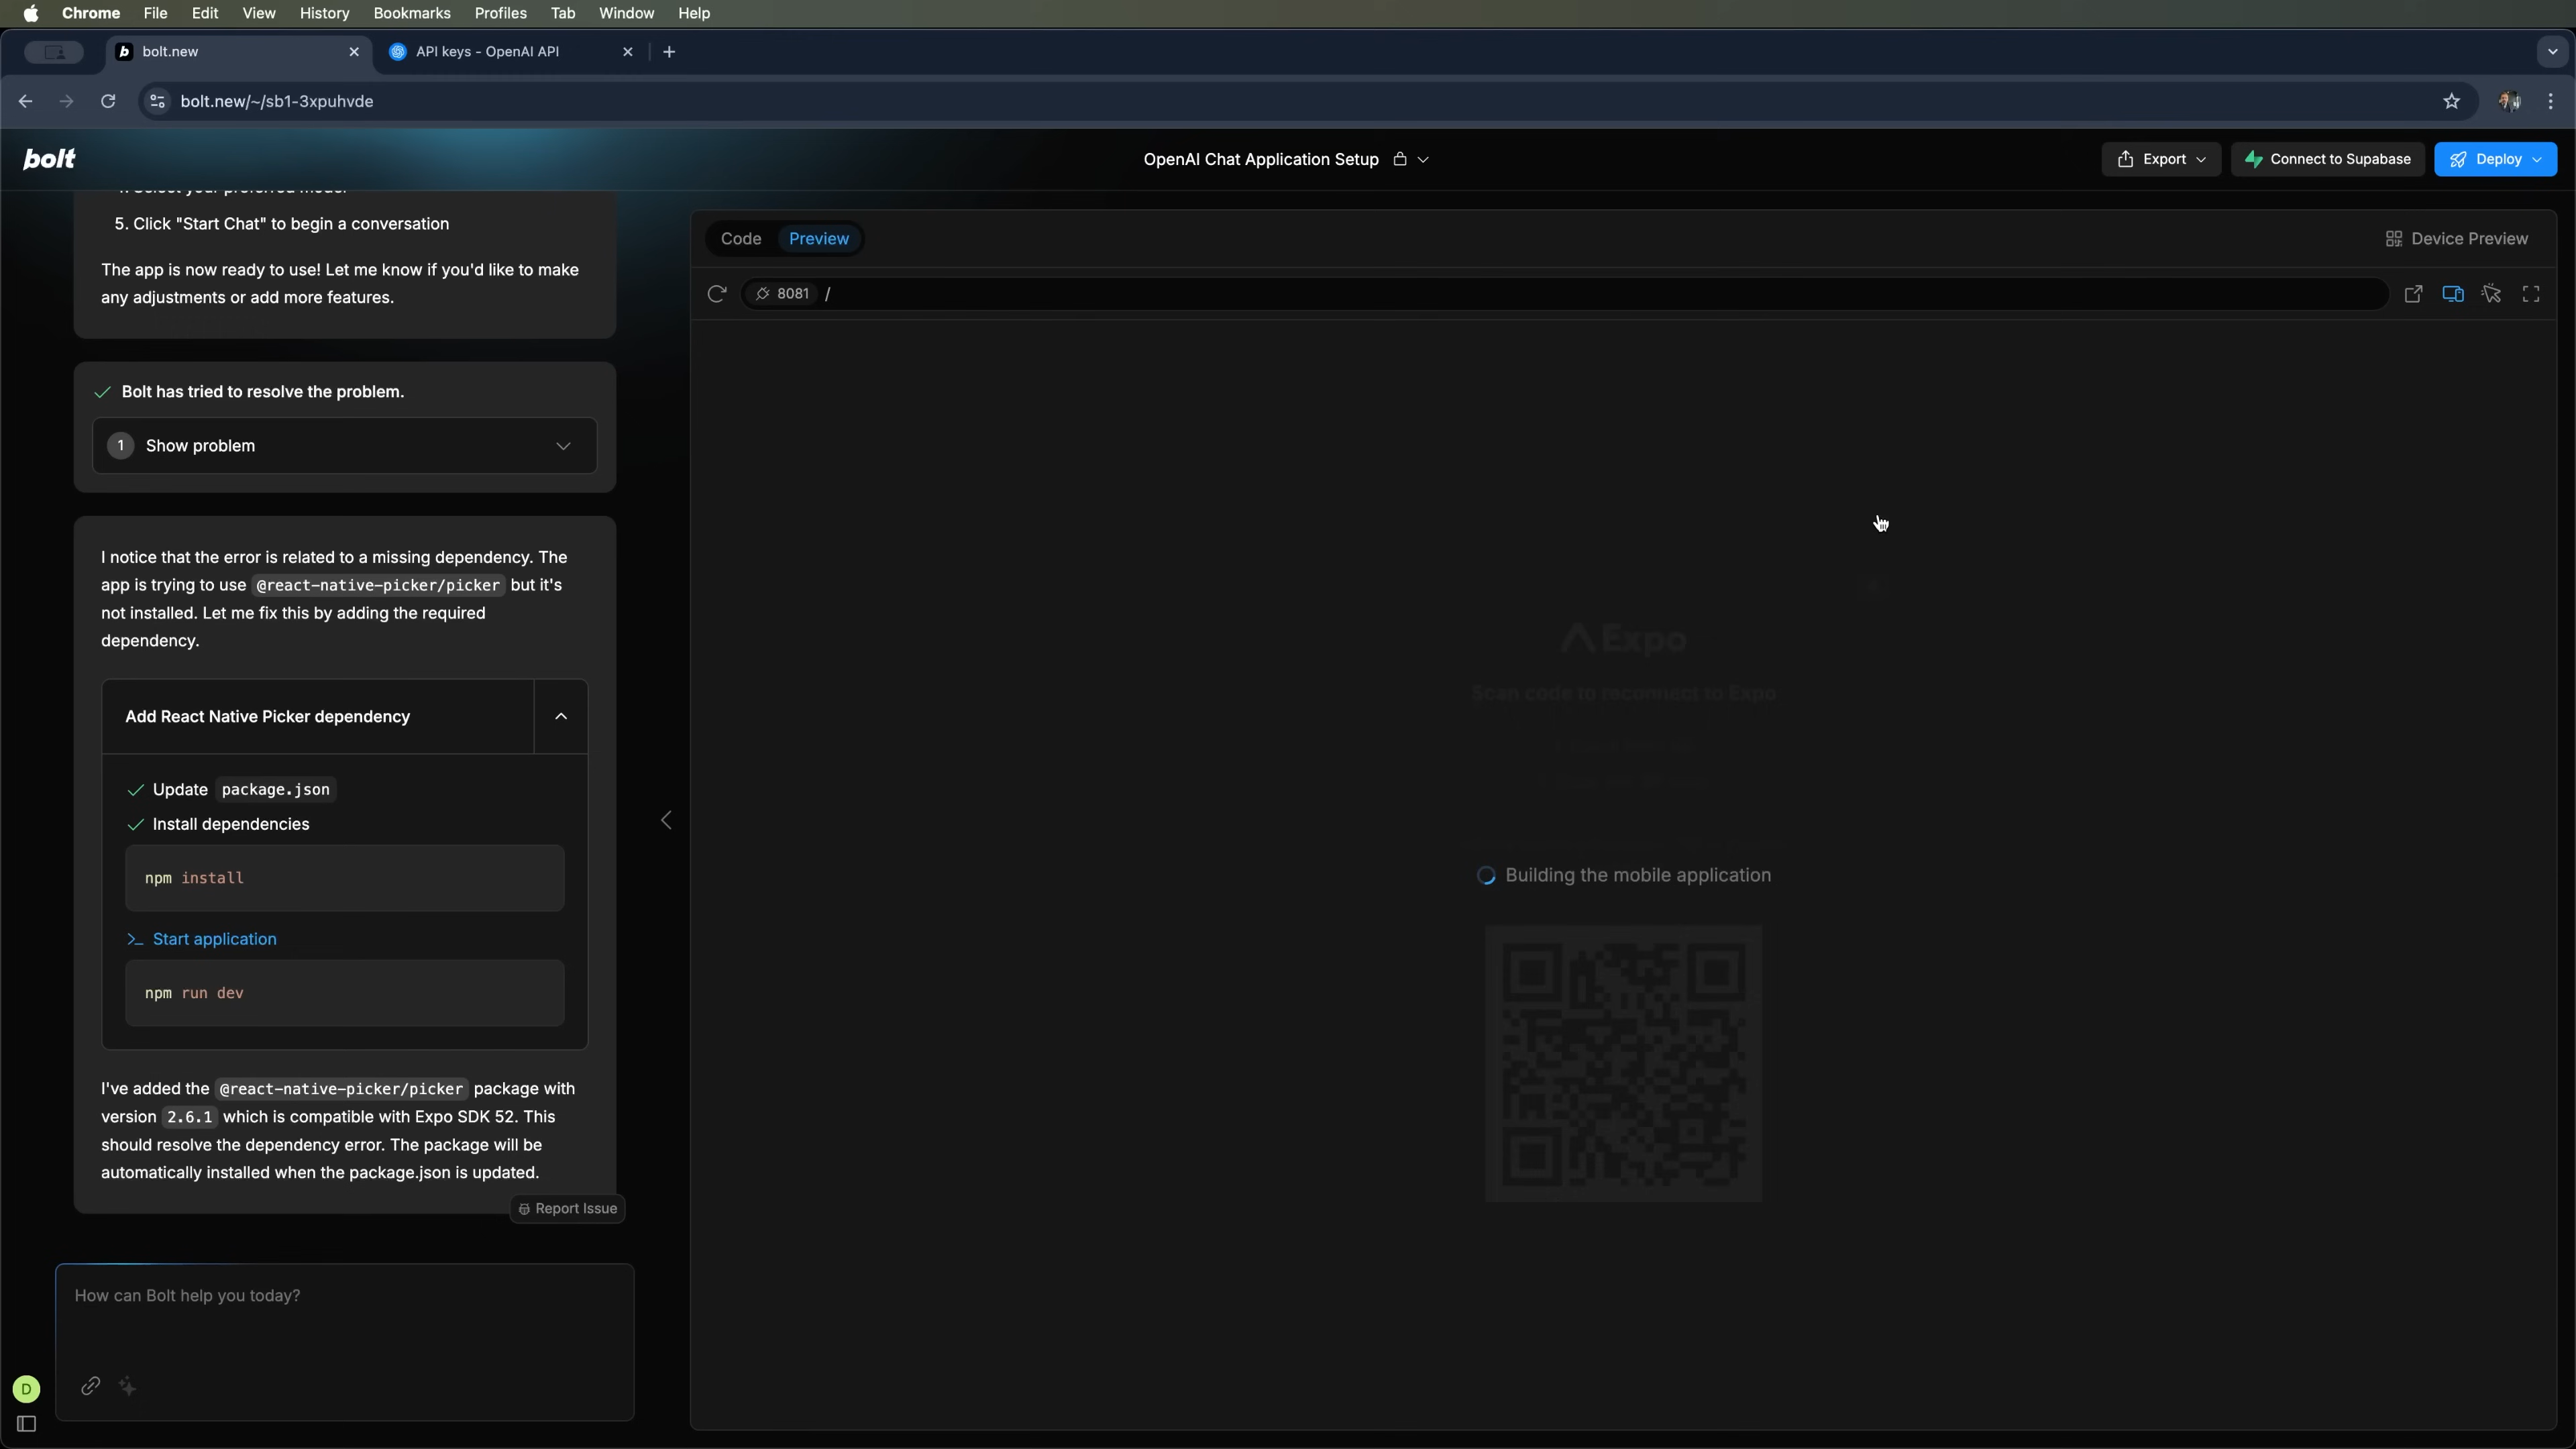 Chrome File Edit View History Bookmarks Profiles Tab Window Help
bolt.new
API keys - OpenAI API
bolt.new/~/sb1-3xpuhvde
bolt
OpenAI Chat Application Setup
Export
Connect to Supabase
Deploy
5. Click "Start Chat" to begin a conversation
The app is now ready to use! Let me know if you'd like to make
any adjustments or add more features.
Bolt has tried to resolve the problem.
1 Show problem
I notice that the error is related to a missing dependency. The
app is trying to use @react-native-picker/picker but it's
not installed. Let me fix this by adding the required
dependency.
Add React Native Picker dependency
Update package.json
Install dependencies
npm install
Start application
npm run dev
I've added the @react-native-picker/picker package with
version 2.6.1 which is compatible with Expo SDK 52. This
should resolve the dependency error. The package will be
automatically installed when the package.json is updated.
Report Issue
How can Bolt help you today?
D
Code Preview
Device Preview
8081 /
Expo
Scan code to reconnect to Expo
Building the mobile application